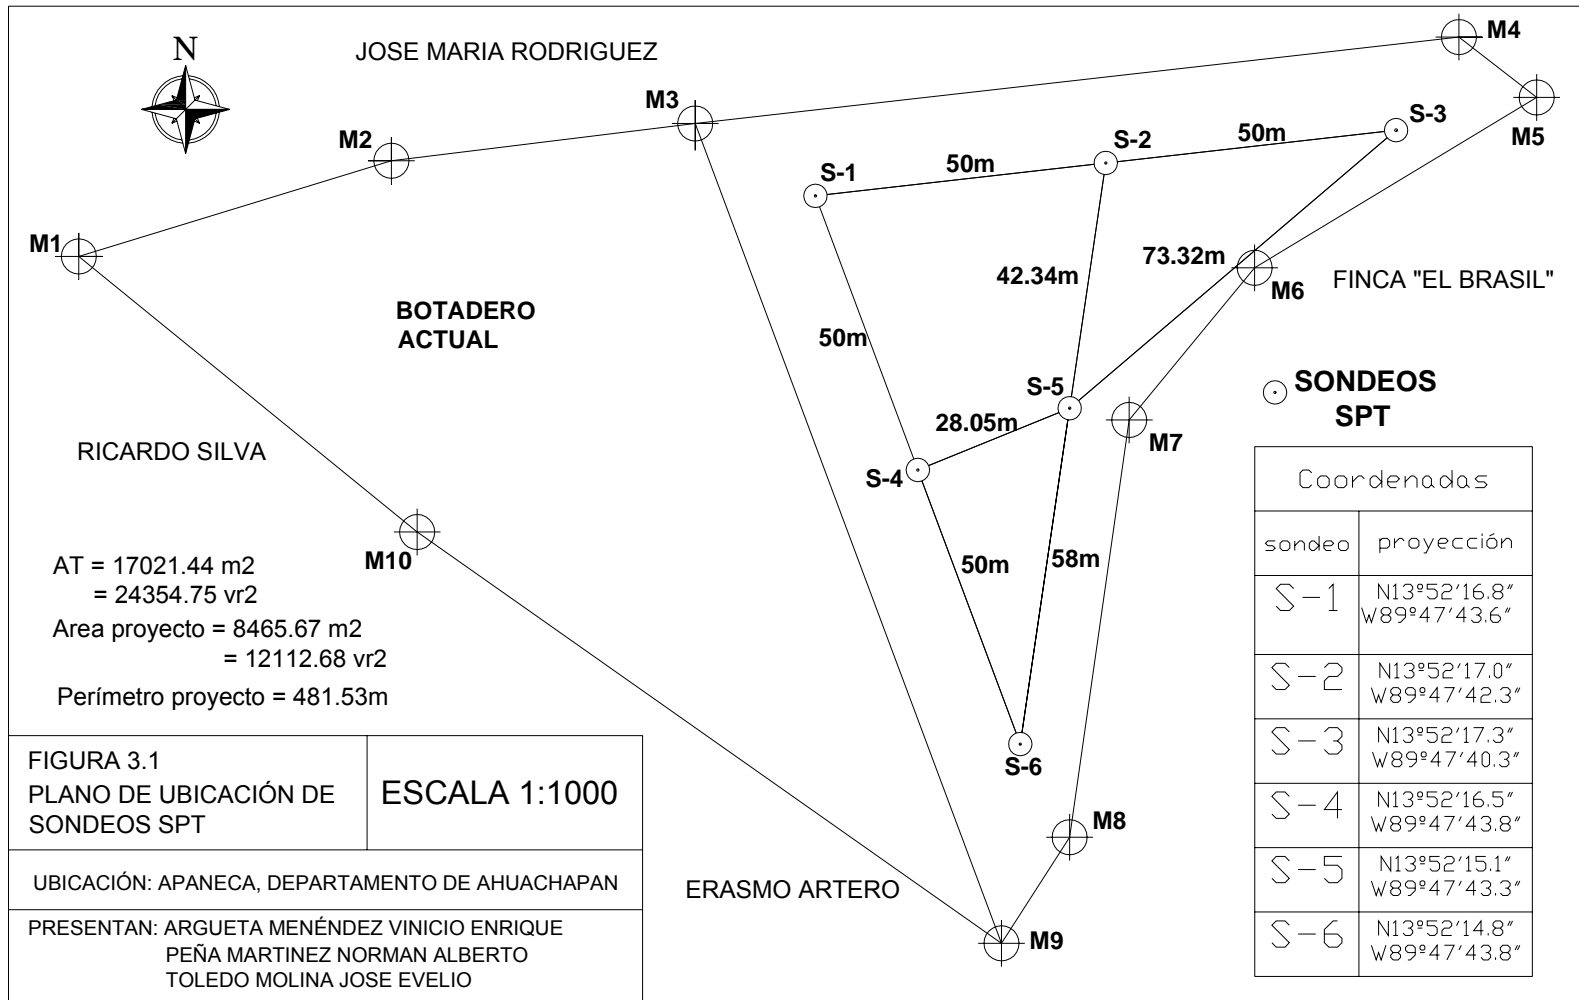 N
JOSE MARIA RODRIGUEZ
M4
M3
M2
M5
S-3
50m
S-2
50m
S-1
M1
73.32m
42.34m
M6
FINCA "EL BRASIL"
BOTADERO
ACTUAL
50m
S-5
28.05m
M7
S-4
SONDEOS
SPT
RICARDO SILVA
M10
50m
58m
AT = 17021.44 m2
= 24354.75 vr2
Area proyecto = 8465.67 m2
= 12112.68 vr2
Perímetro proyecto = 481.53m
S-6
M8
ERASMO ARTERO
M9
Coordenadas
sondeo proyección
S-1 N13º52'16.8"
W89º47'43.6"
S-2 N13º52'17.0"
W89º47'42.3"
S-3 N13º52'17.3"
W89º47'40.3"
S-4 N13º52'16.5"
W89º47'43.8"
S-5 N13º52'15.1"
W89º47'43.3"
S-6 N13º52'14.8"
W89º47'43.8"
FIGURA 3.1
PLANO DE UBICACIÓN DE
SONDEOS SPT
ESCALA 1:1000
UBICACIÓN: APANECA, DEPARTAMENTO DE AHUACHAPAN
PRESENTAN: ARGUETA MENÉNDEZ VINICIO ENRIQUE
PEÑA MARTINEZ NORMAN ALBERTO
TOLEDO MOLINA JOSE EVELIO